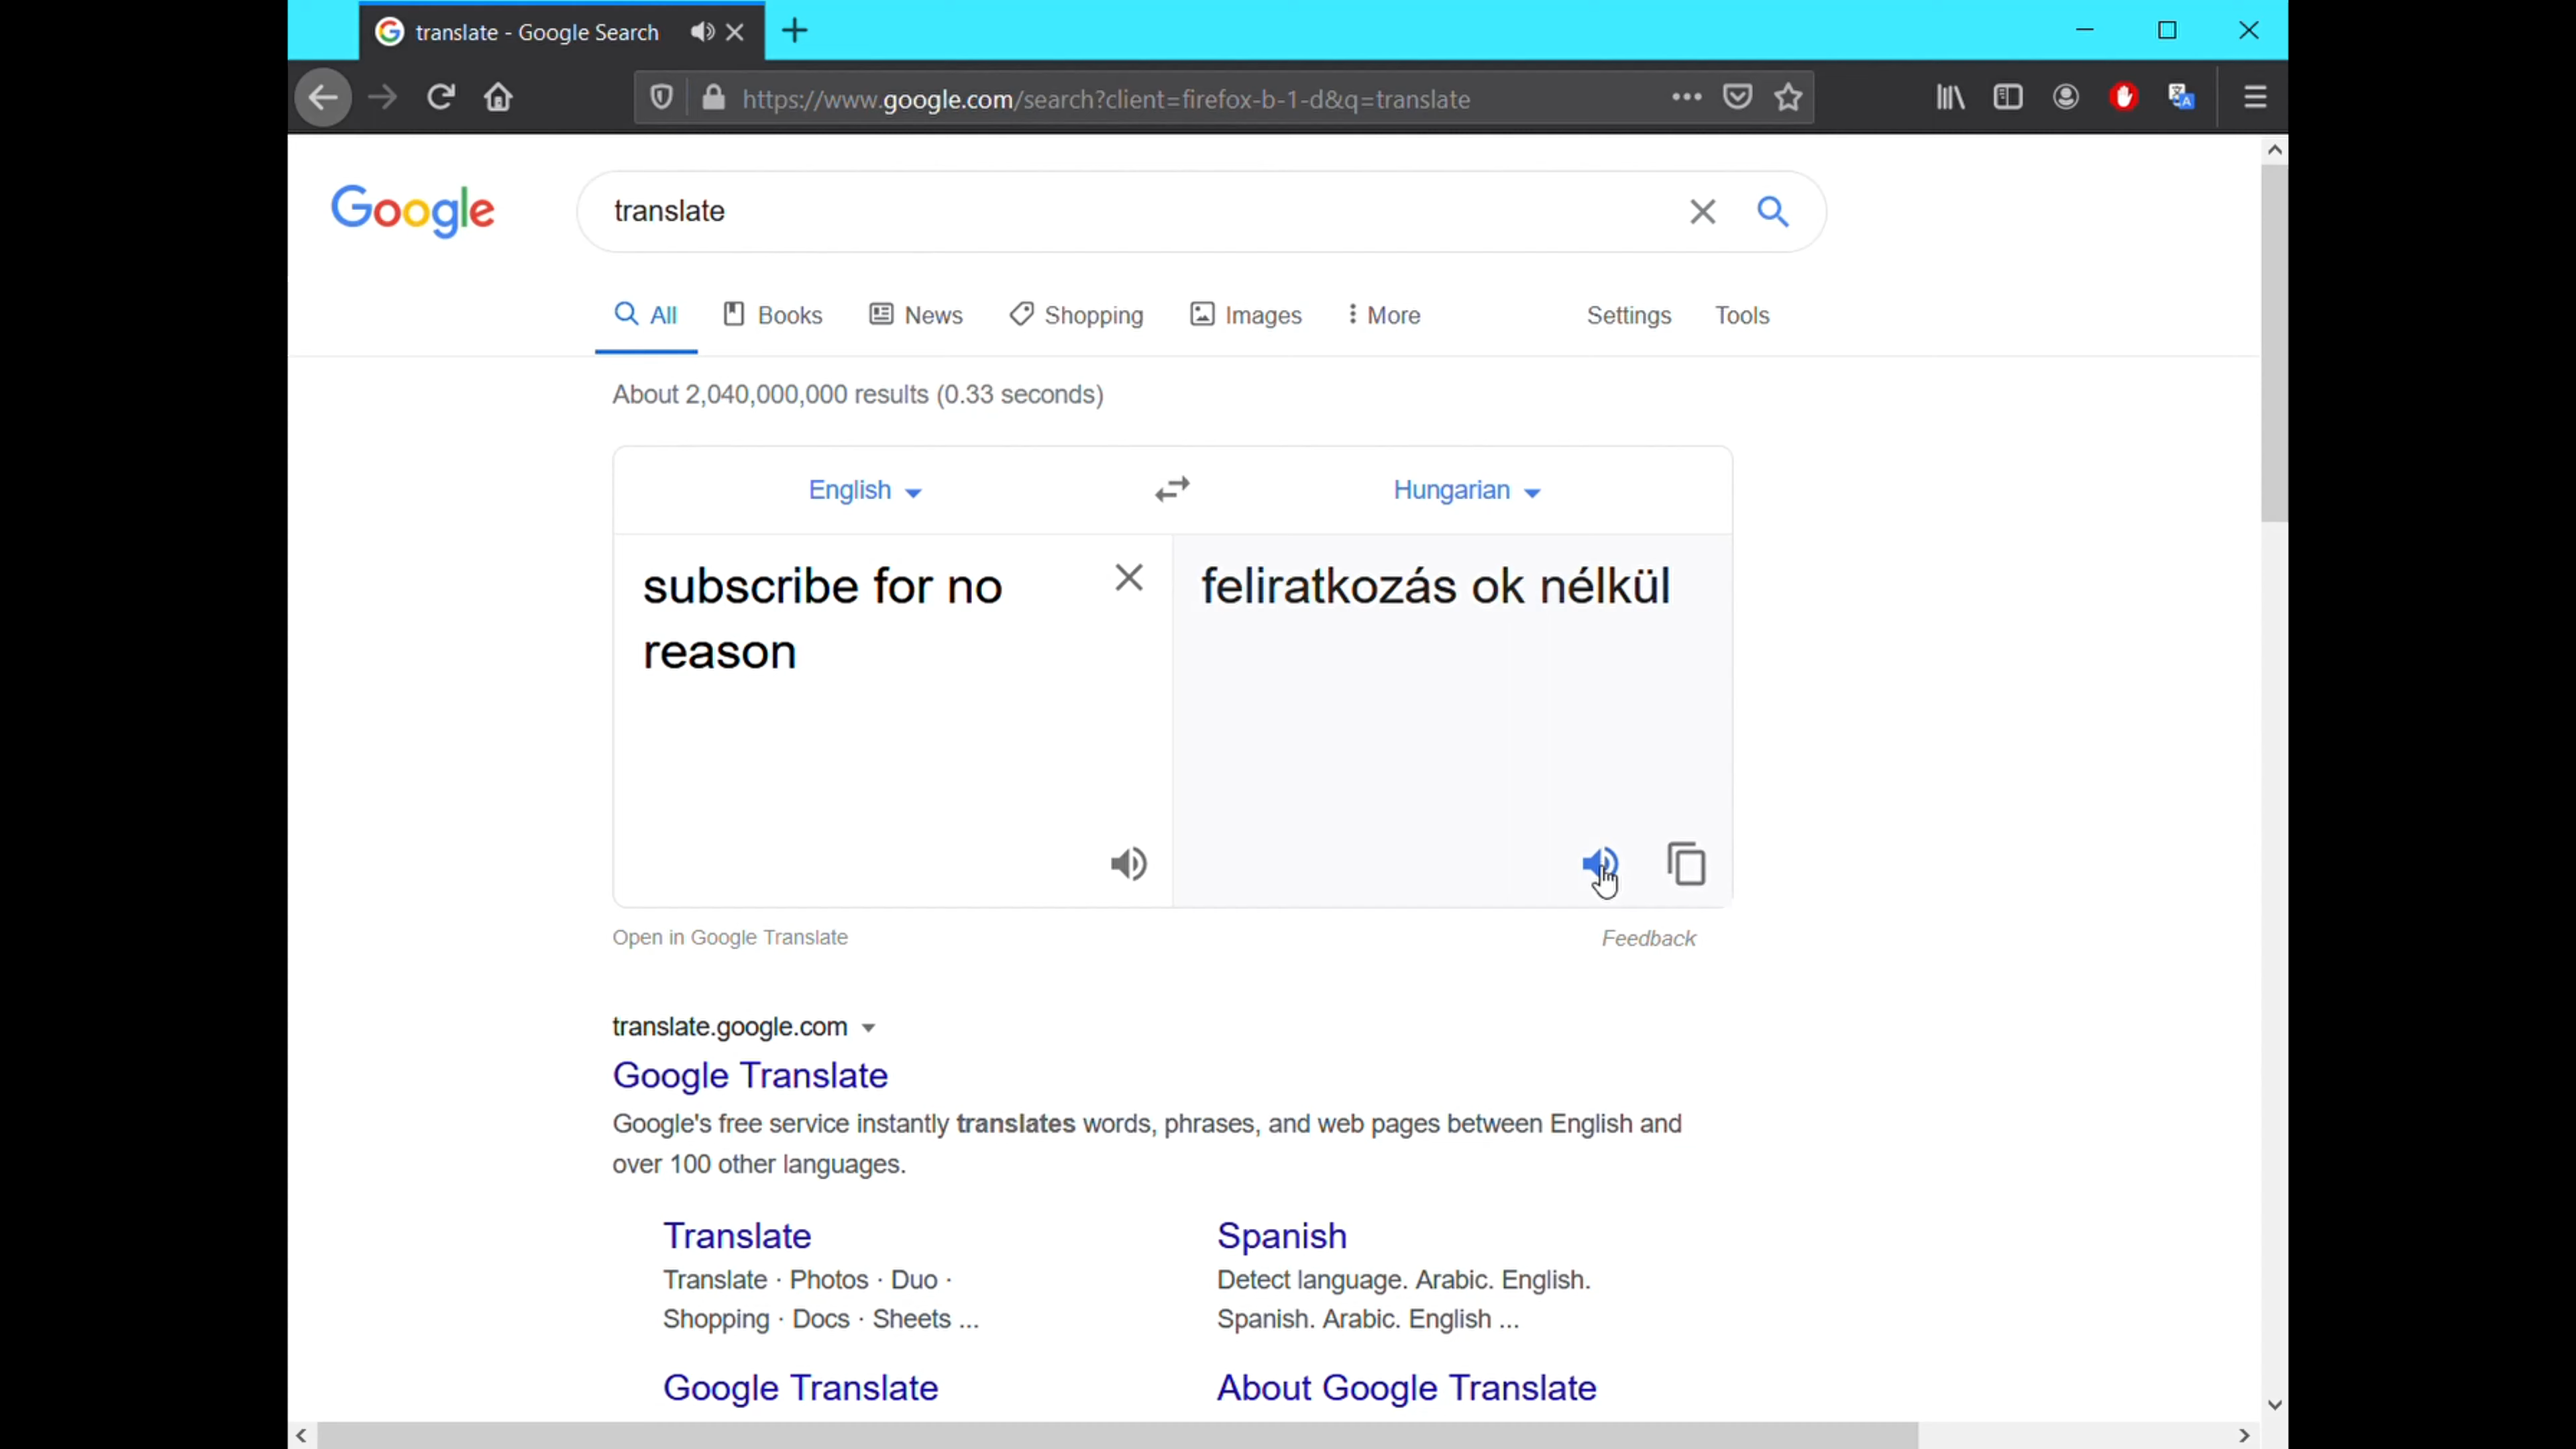 translate - Google Search
https://www.google.com/search?client=firefox-b-1-d&q=translate
Google
translate
All Books News Shopping Images More Settings Tools
About 2,040,000,000 results (0.33 seconds)
English Hungarian
subscribe for no
reason
feliratkozás ok nélkül
Open in Google Translate
Feedback
translate.google.com
Google Translate
Google's free service instantly translates words, phrases, and web pages between English and
over 100 other languages.
Translate
Translate · Photos · Duo ·
Shopping · Docs · Sheets ...
Spanish
Detect language. Arabic. English.
Spanish. Arabic. English ...
Google Translate
About Google Translate